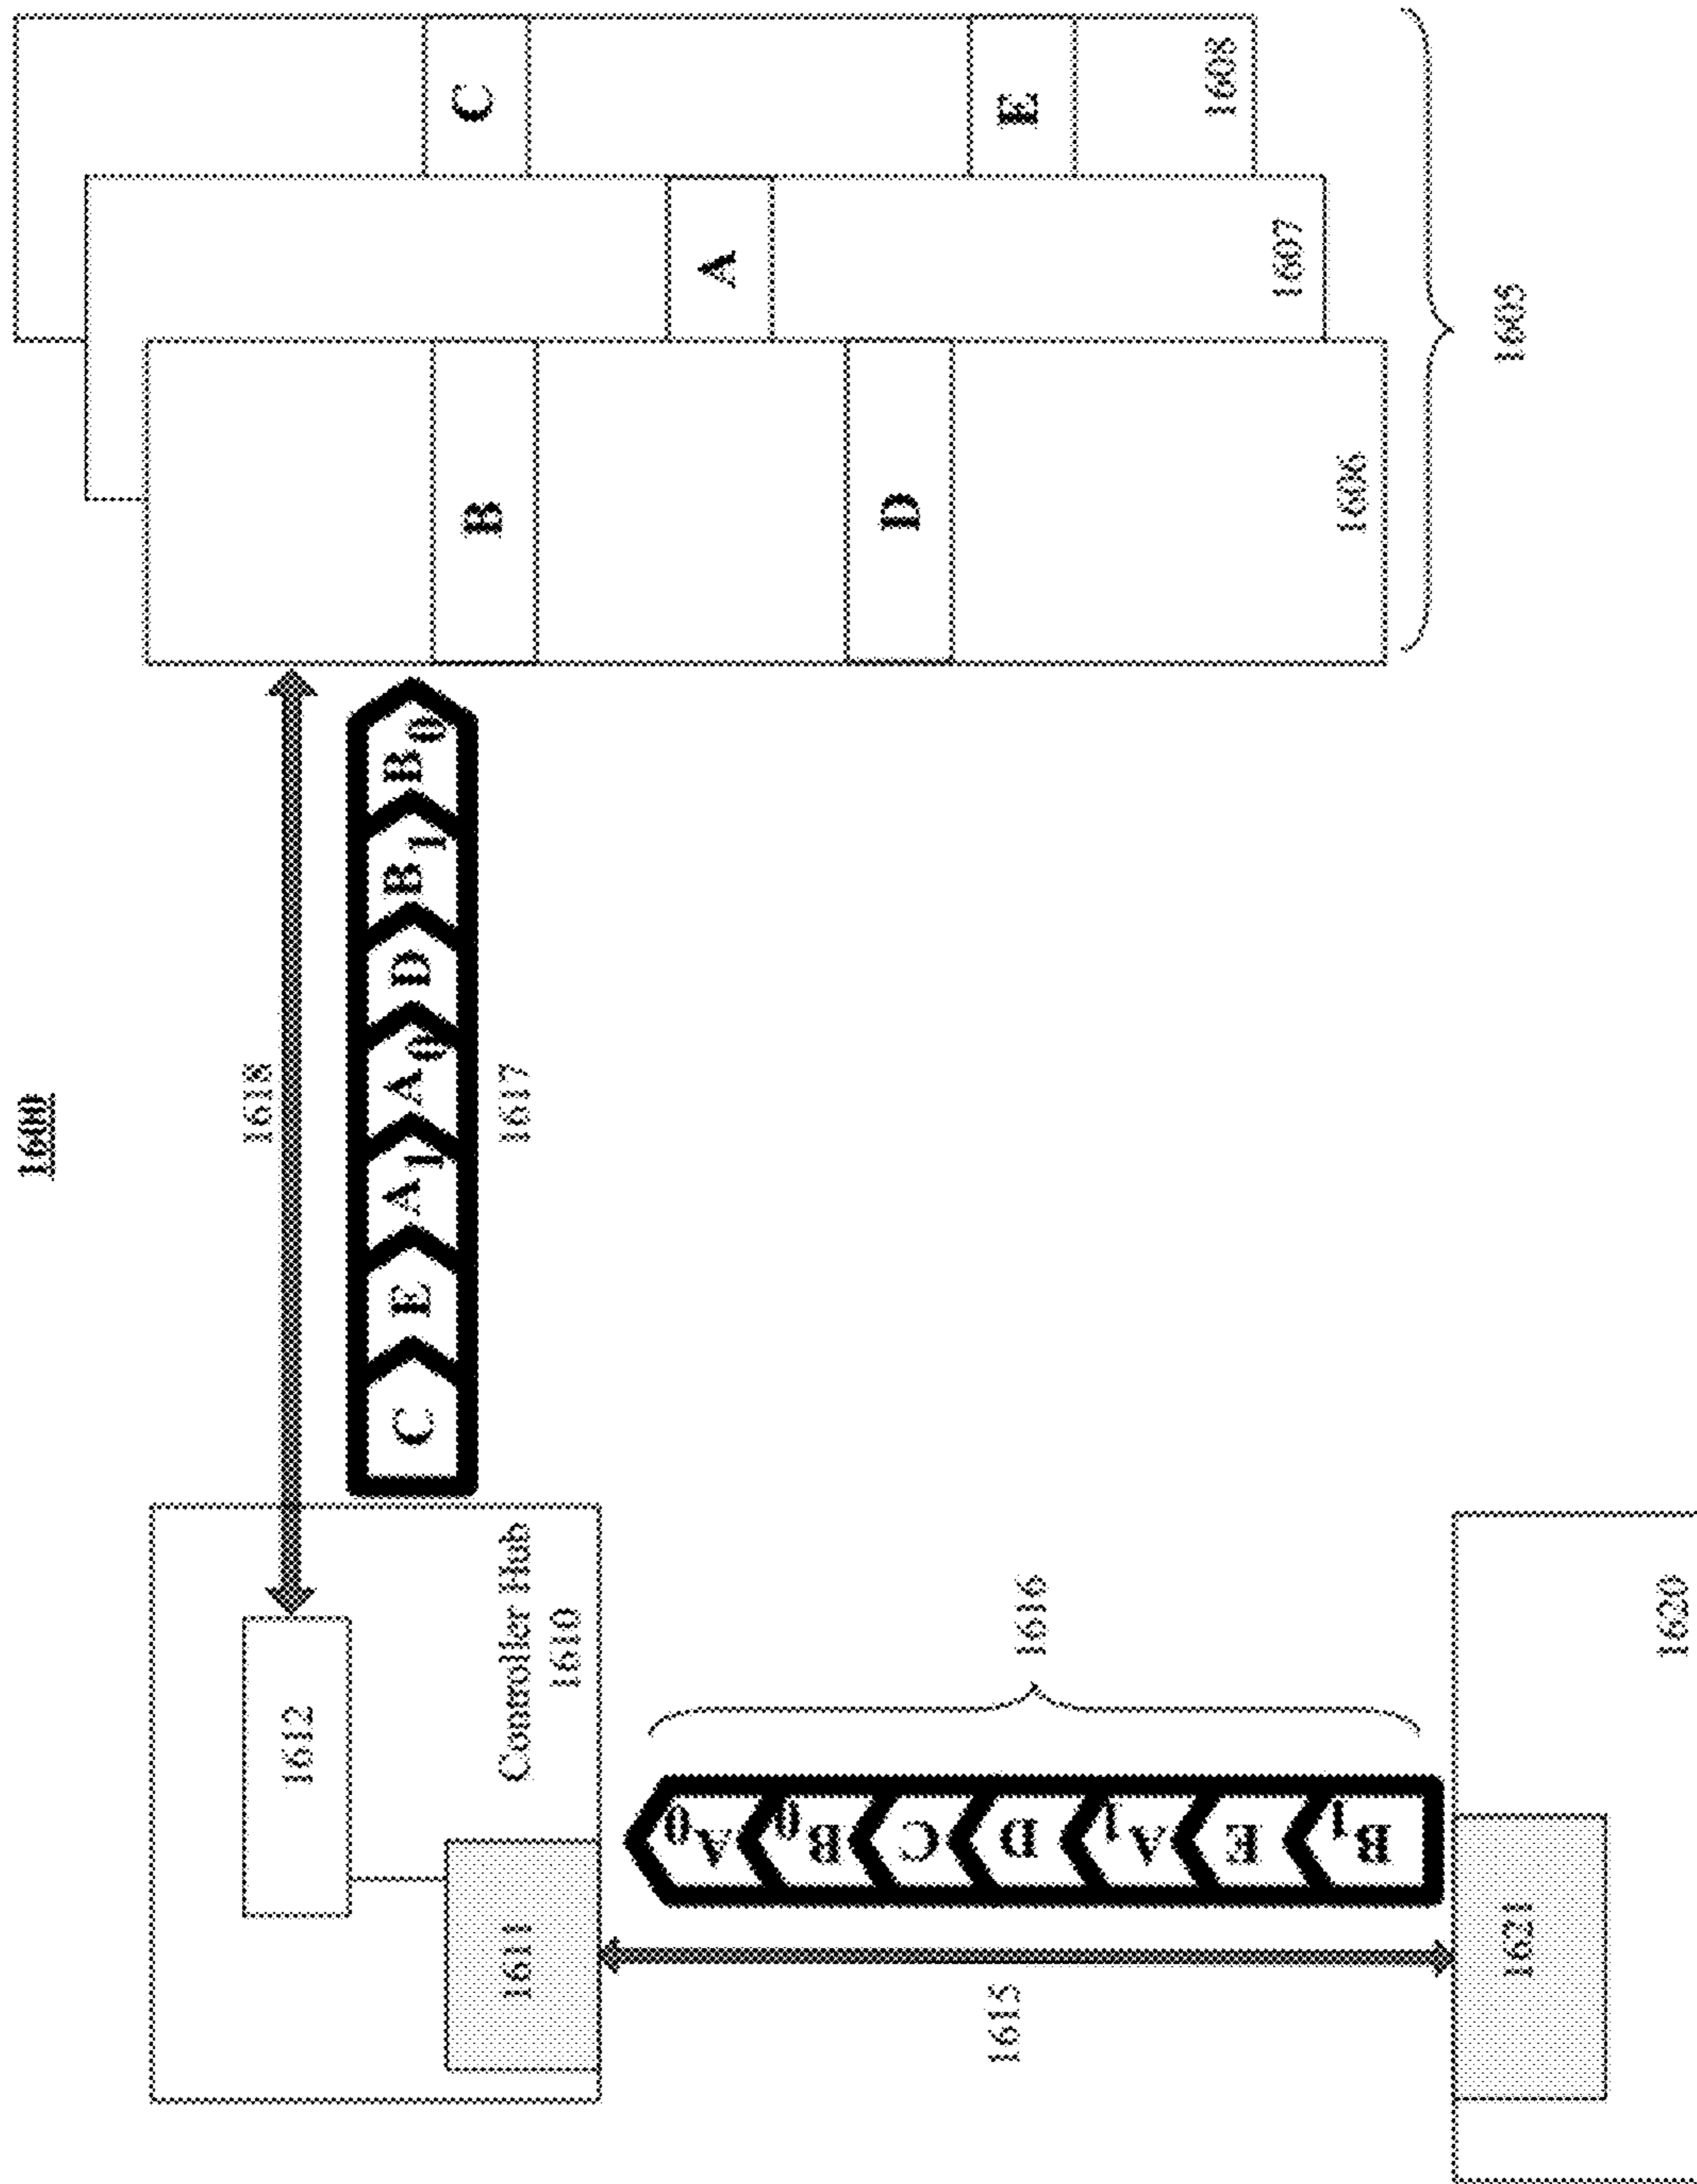 1600
1618
1612
C E A1 A0 D B1 B0
C
B
Controller Hub
1610
1611
1617
A
B1
E
A1
D
C
B0
A0
D
1615
1616
E
1608
1607
1606
1621
1605
1620